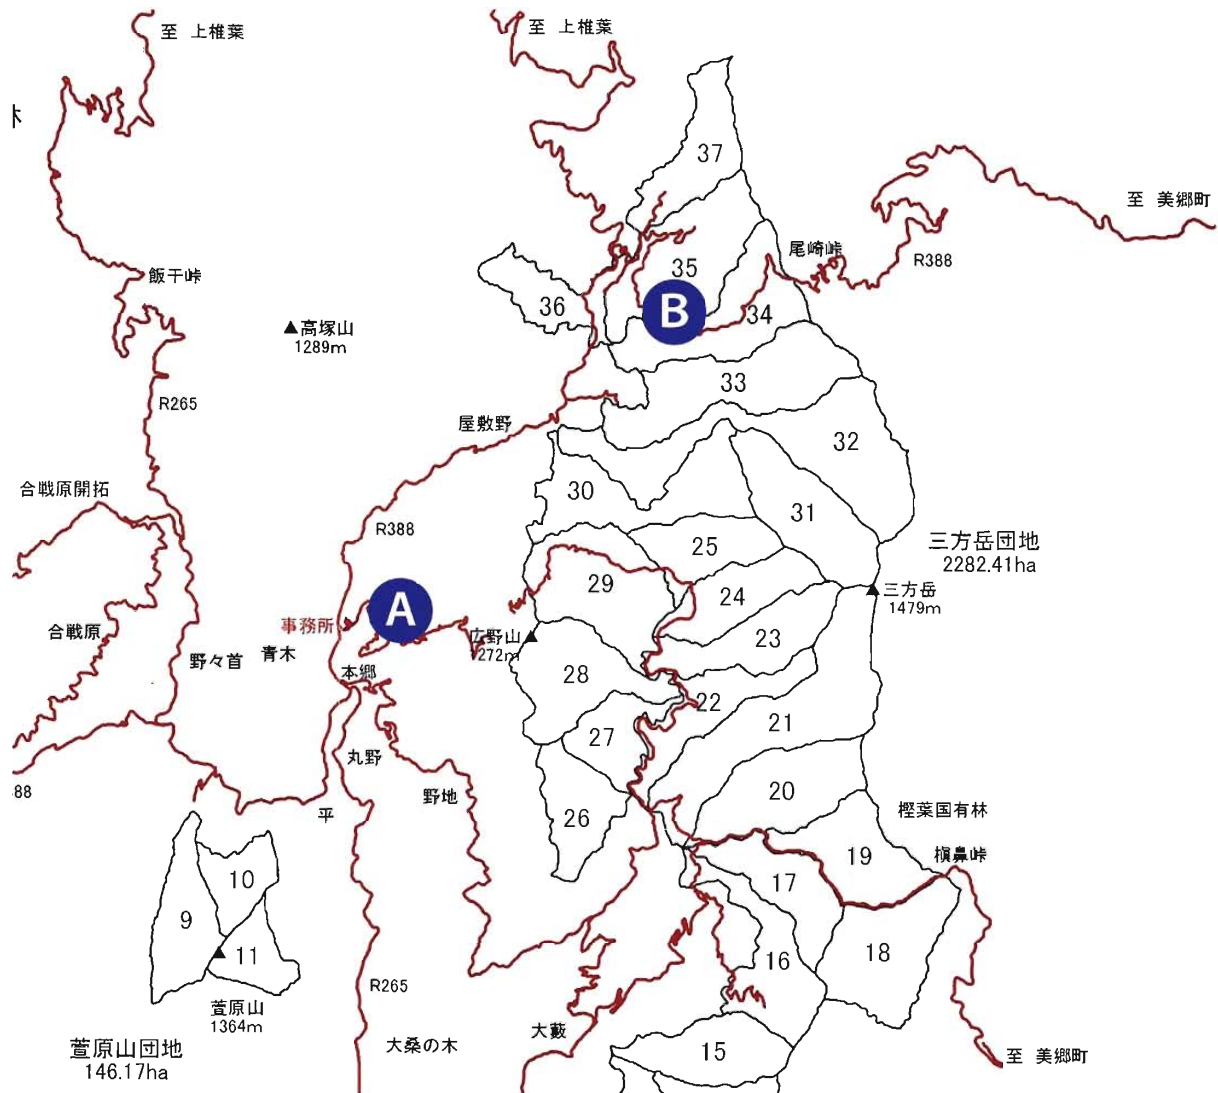 至 上椎葉
至 上椎葉
37
至 美郷町
尾崎峠
R388
35
飯干峠
36
B
34
高塚山
1289m
33
R265
屋敷野
32
合戦原開拓
30
31
R388
25
三方岳団地
2282.41ha
29
24
三方岳
1479m
A
事務所
23
広野山
1272m
合戦原
野々首
青木
本郷
28
22
21
27
丸野
88
野地
20
平
26
樫葉国有林
19
槇鼻峠
10
17
9
11
18
16
R265
萱原山
1364m
大藪
大桑の木
15
至 美郷町
萱原山団地
146.17ha